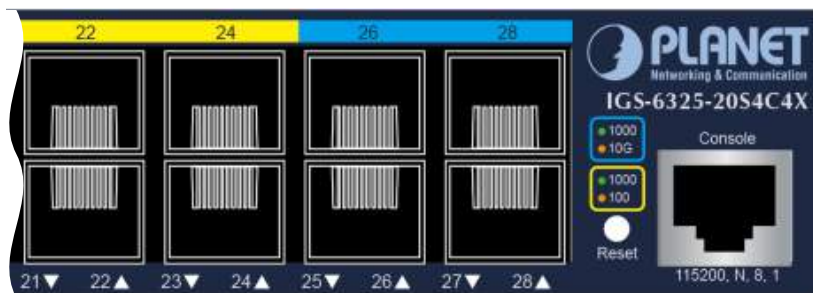 22 24 26 28
PLANET
Networking & Communication
IGS-6325-20S4C4X
1000
10G
Console
1000
100
Reset
21▼ 22▲ 23▼ 24▲ 25▼ 26▲ 27▼ 28▲
115200, N, 8, 1